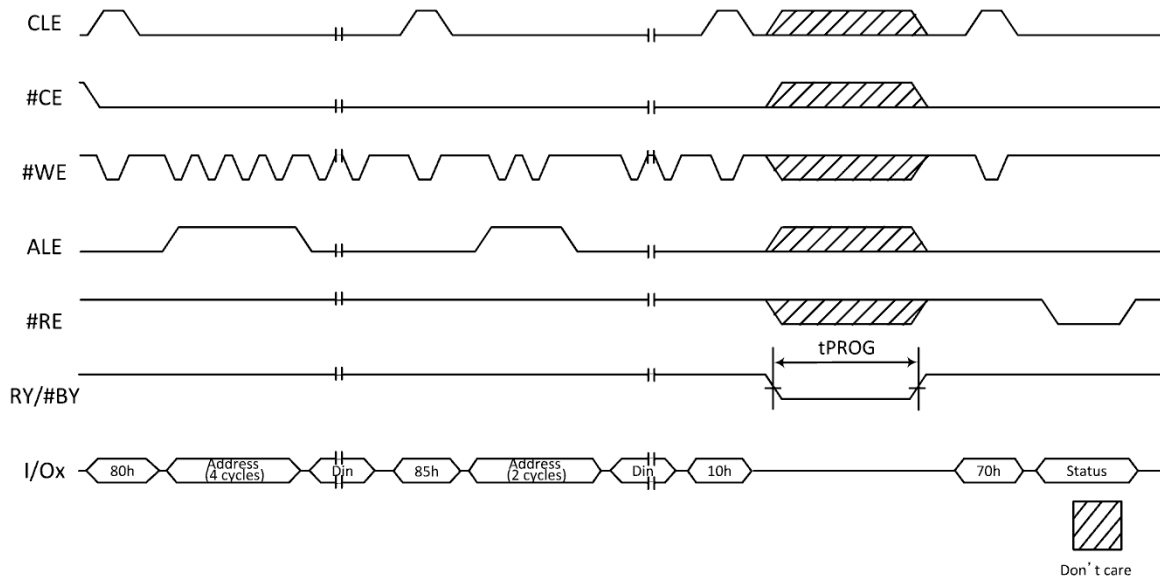 CLE
#CE
#WE
ALE
#RE
tPROG
RY/#BY
I/Ox
80h
Address
(4 cycles)
Din
85h
Address
(2 cycles)
Din
10h
70h
Status
Don't care